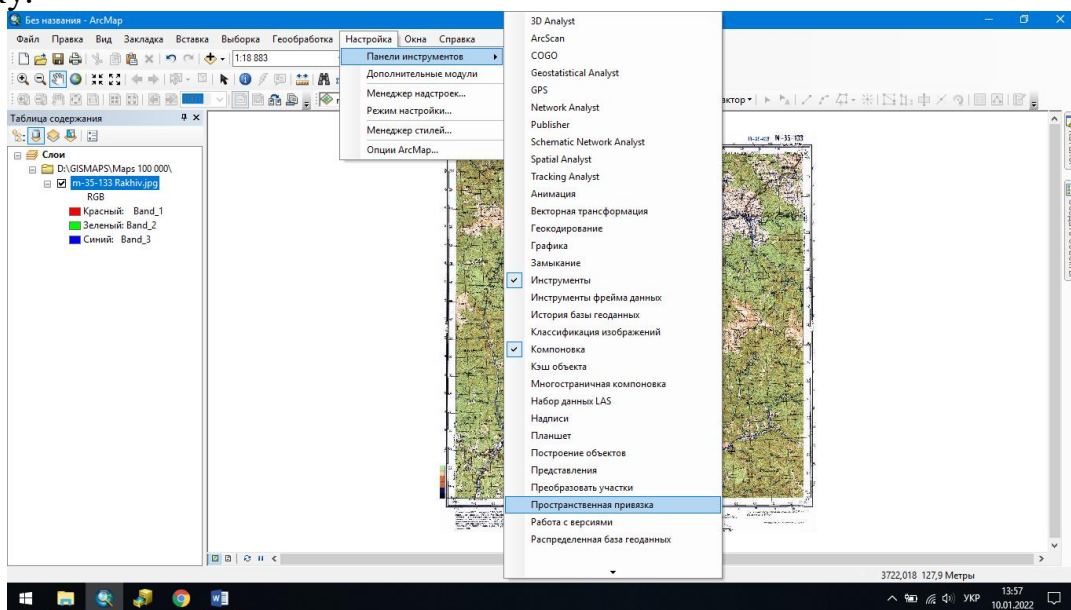 ку.
Без названия - ArcMap
Файл Правка Вид Закладка Вставка Выборка Геообработка Настройка Окна Справка
1:18 883
Таблица содержания
Слои
D:\GISMAPS\Maps 100 000\
m-35-133 Rakhiv.jpg
RGB
Красный: Band_1
Зеленый: Band_2
Синий: Band_3
Панели инструментов
Дополнительные модули
Менеджер надстроек...
Режим настройки...
Менеджер стилей...
Опции ArcMap...
3D Analyst
ArcScan
COGO
Geostatistical Analyst
GPS
Network Analyst
Publisher
Schematic Network Analyst
Spatial Analyst
Tracking Analyst
Анимация
Векторная трансформация
Геокодирование
Графика
Замыкание
Инструменты
Инструменты фрейма данных
История базы геоданных
Классификация изображений
Компоновка
Кэш объекта
Многостраничная компоновка
Набор данных LAS
Надписи
Планшет
Построение объектов
Представления
Преобразовать участки
Пространственная привязка
Работа с версиями
Распределенная база геоданных
ктор
3722,018 127,9 Метры
УКР
13:57
10.01.2022